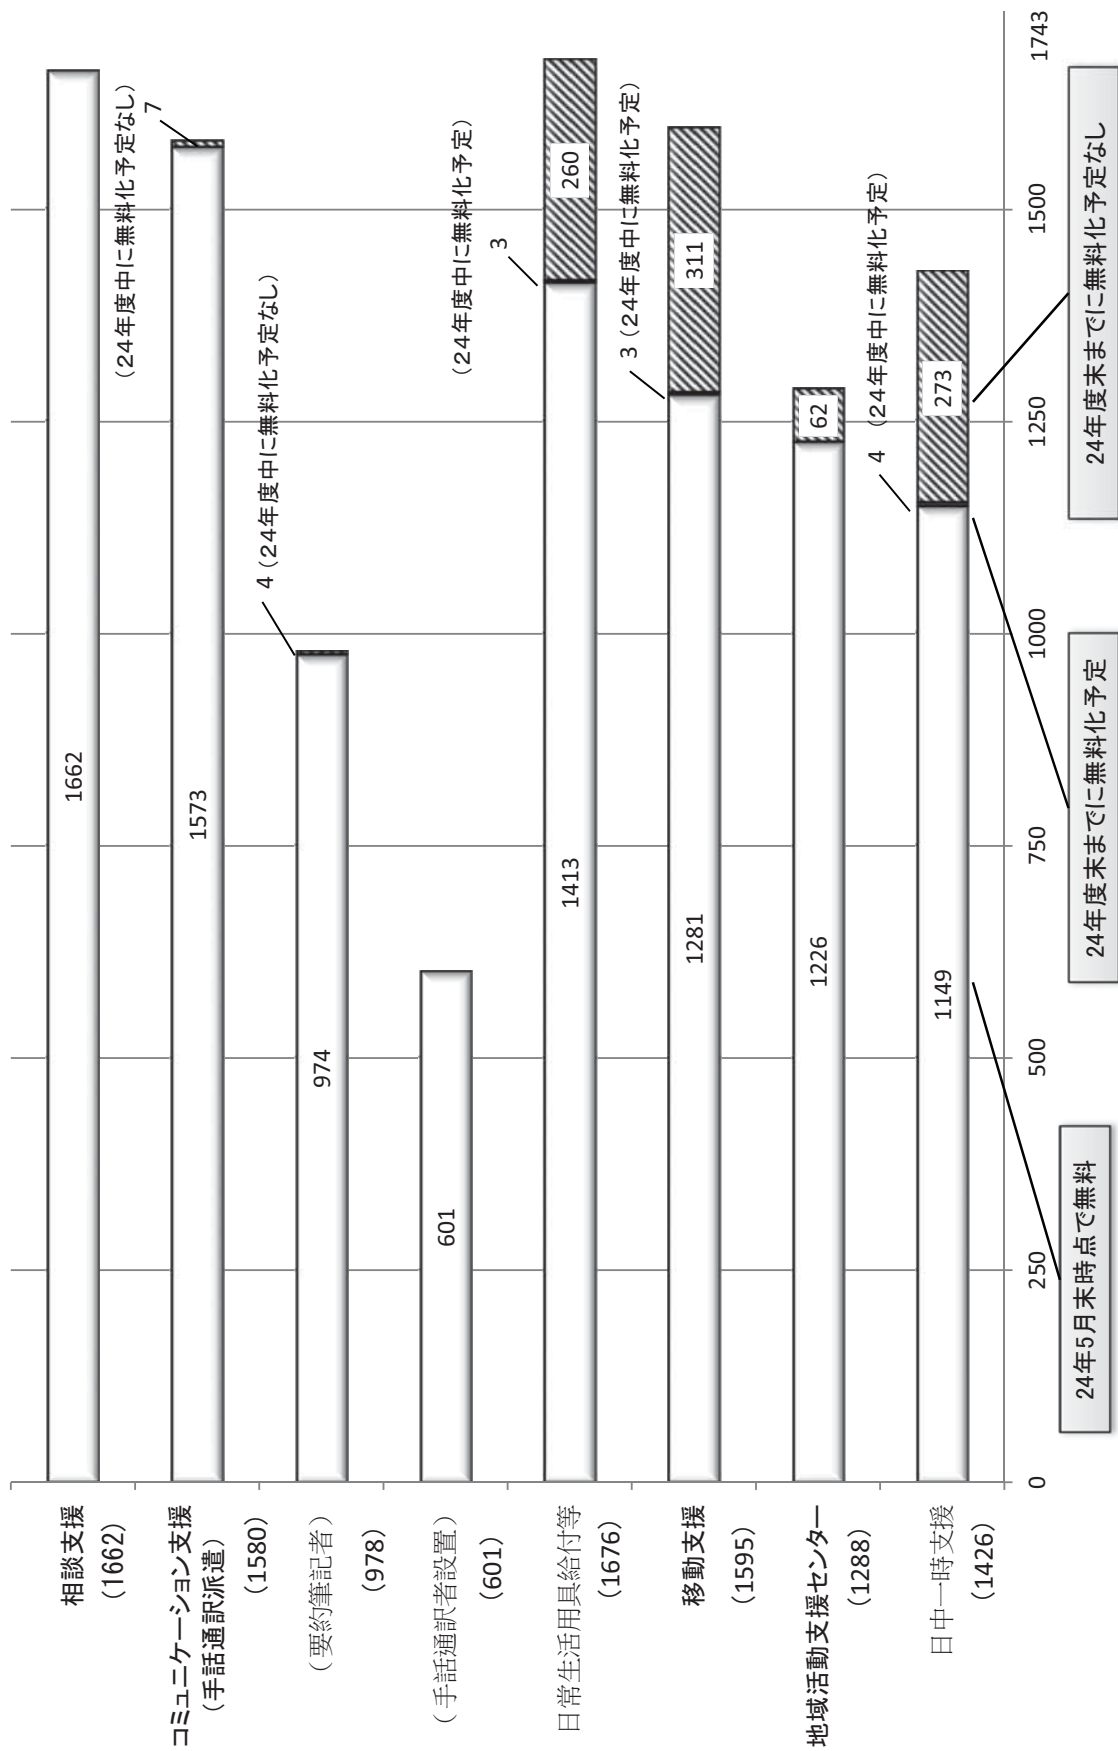 相談支援
(1662)
1662
コミュニケーション支援
(手話通訳派遣)
(1580)
1573
7
(24年度中に無料化予定なし)
(要約筆記者)
(978)
974
4 (24年度中に無料化予定なし)
(手話通訳者設置)
(601)
601
日常生活用具給付等
(1676)
1413
3
(24年度中に無料化予定)
260
移動支援
(1595)
1281
3 (24年度中に無料化予定)
311
地域活動支援センター
(1288)
1226
62
日中一時支援
(1426)
1149
4 (24年度中に無料化予定)
273
0 250 500 750 1000 1250 1500 1743
24年5月末時点で無料
24年度末までに無料化予定
24年度末までに無料化予定なし